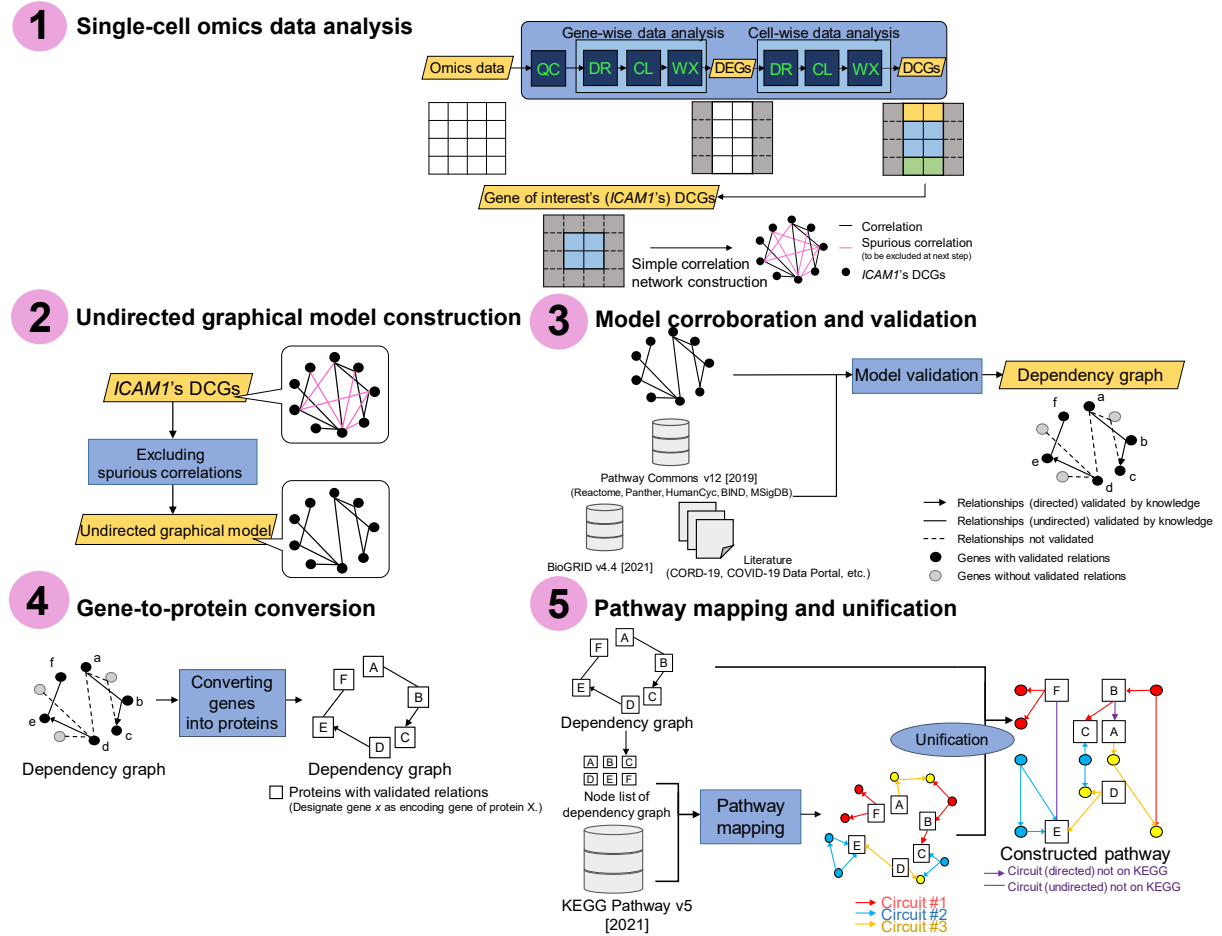 1
Single-cell omics data analysis
Gene-wise data analysis
Cell-wise data analysis
Omics data
QC
DR
CL
WX
DEGs
DR
CL
WX
DCGs
Gene of interest's (ICAM1's) DCGs
Simple correlation
network construction
Correlation
Spurious correlation
(to be excluded at next step)
ICAM1's DCGs
2
Undirected graphical model construction
ICAM1's DCGs
Excluding
spurious correlations
Undirected graphical model
3
Model corroboration and validation
Model validation
Dependency graph
Pathway Commons v12 [2019]
(Reactome, Panther, HumanCyc, BIND, MSigDB)
BioGRID v4.4 [2021]
Literature
(CORD-19, COVID-19 Data Portal, etc.)
a
f
b
e
c
d
Relationships (directed) validated by knowledge
Relationships (undirected) validated by knowledge
Relationships not validated
Genes with validated relations
Genes without validated relations
4
Gene-to-protein conversion
a
f
b
e
c
d
Dependency graph
Converting
genes
into proteins
A
F
B
E
C
D
Dependency graph
Proteins with validated relations
(Designate gene x as encoding gene of protein X.)
5
Pathway mapping and unification
A
F
B
E
C
D
Dependency graph
A B C
D E F
Node list of
dependency graph
KEGG Pathway v5
[2021]
Pathway
mapping
A
F
B
E
C
D
Circuit #1
Circuit #2
Circuit #3
Unification
F
B
C
A
D
E
Constructed pathway
Circuit (directed) not on KEGG
Circuit (undirected) not on KEGG